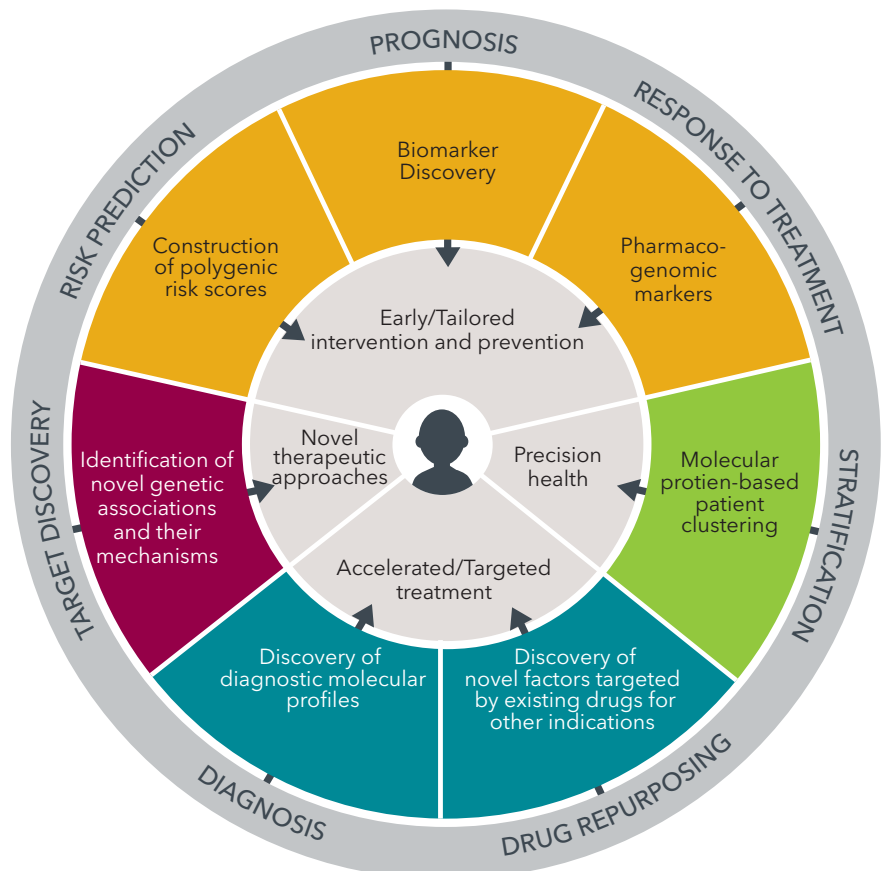 PROGNOSIS
RESPONSE TO TREATMENT
STRATIFICATION
DRUG REPURPOSING
DIAGNOSIS
TARGET DISCOVERY
RISK PREDICTION
Biomarker
Discovery
Pharmaco-
genomic
markers
Molecular
protien-based
patient
clustering
Discovery of
novel factors targeted
by existing drugs for
other indications
Discovery of
diagnostic molecular
profiles
Identification of
novel genetic
associations
and their
mechanisms
Construction
of polygenic
risk scores
Early/Tailored
intervention and prevention
Precision
health
Accelerated/Targeted
treatment
Novel
therapeutic
approaches